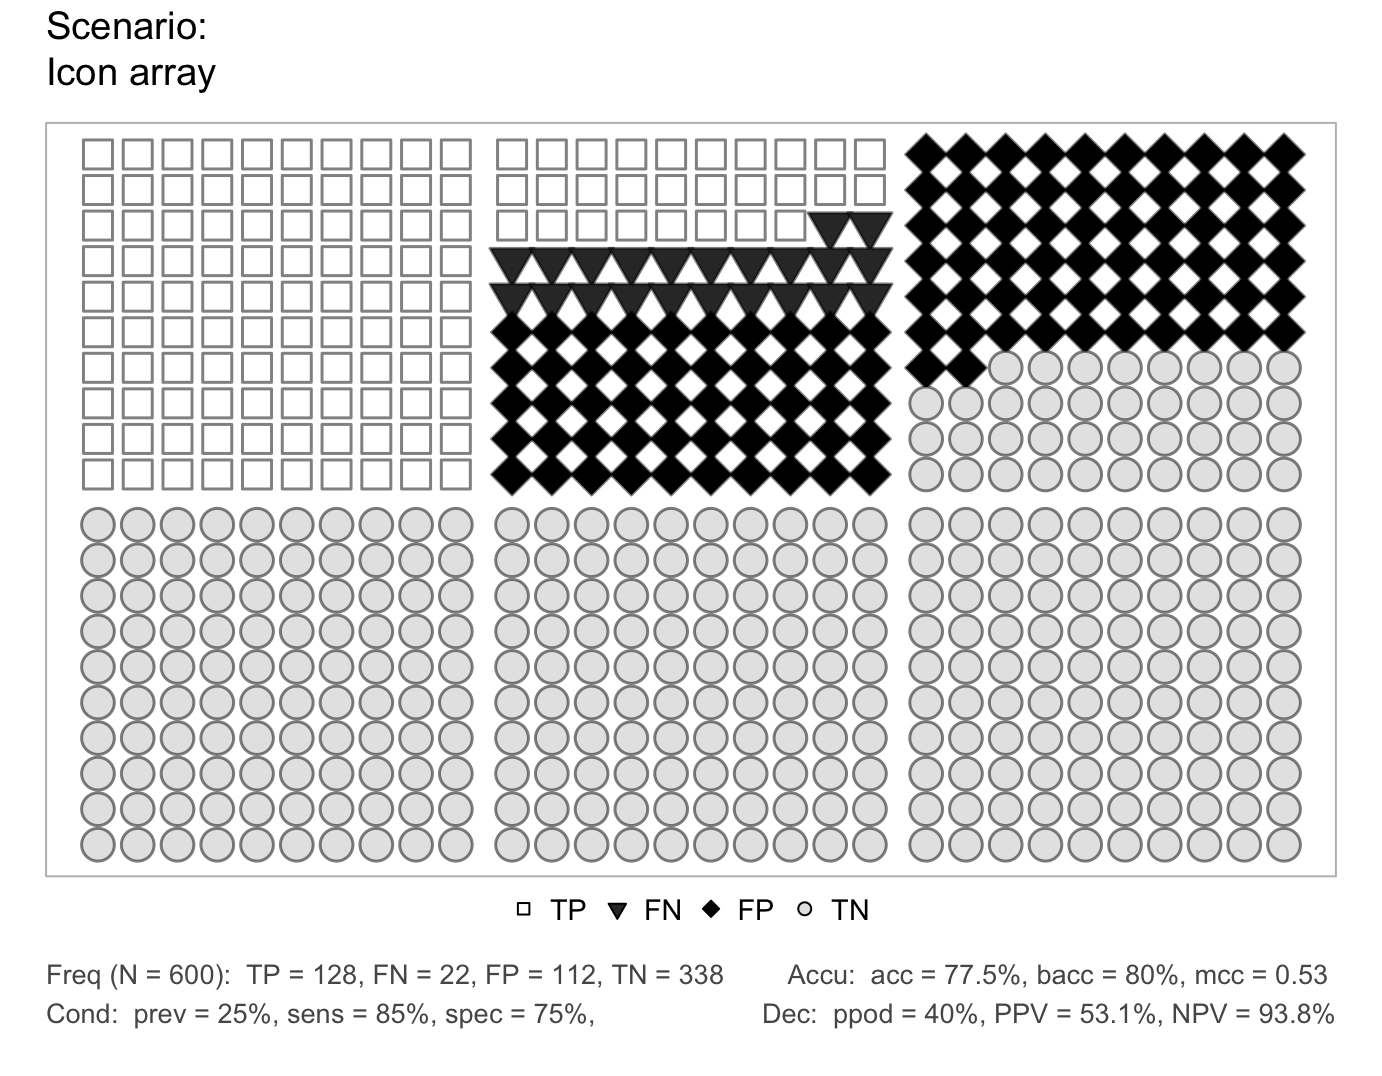 Scenario:
Icon array
TP FN FP TN
Freq (N = 600):  TP = 128, FN = 22, FP = 112, TN = 338
Accu:  acc = 77.5%, bacc = 80%, mcc = 0.53
Cond:  prev = 25%, sens = 85%, spec = 75%,
Dec:  ppod = 40%, PPV = 53.1%, NPV = 93.8%